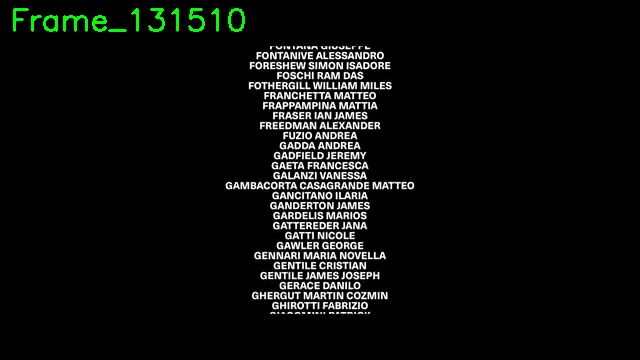 Frame_131510
FONTANA GIUSEPPE
FONTANIVE ALESSANDRO
FORESHEW SIMON ISADORE
FOSCHI RAM DAS
FOTHERGILL WILLIAM MILES
FRANCHETTA MATTEO
FRAPPAMPINA MATTIA
FRASER IAN JAMES
FREEDMAN ALEXANDER
FUZIO ANDREA
GADDA ANDREA
GADFIELD JEREMY
GAETA FRANCESCA
GALANZI VANESSA
GAMBACORTA CASAGRANDE MATTEO
GANCITANO ILARIA
GANDERTON JAMES
GARDELIS MARIOS
GATTEREDER JANA
GATTI NICOLE
GAWLER GEORGE
GENNARI MARIA NOVELLA
GENTILE CRISTIAN
GENTILE JAMES JOSEPH
GERACE DANILO
GHERGUT MARTIN COZMIN
GHIROTTI FABRIZIO